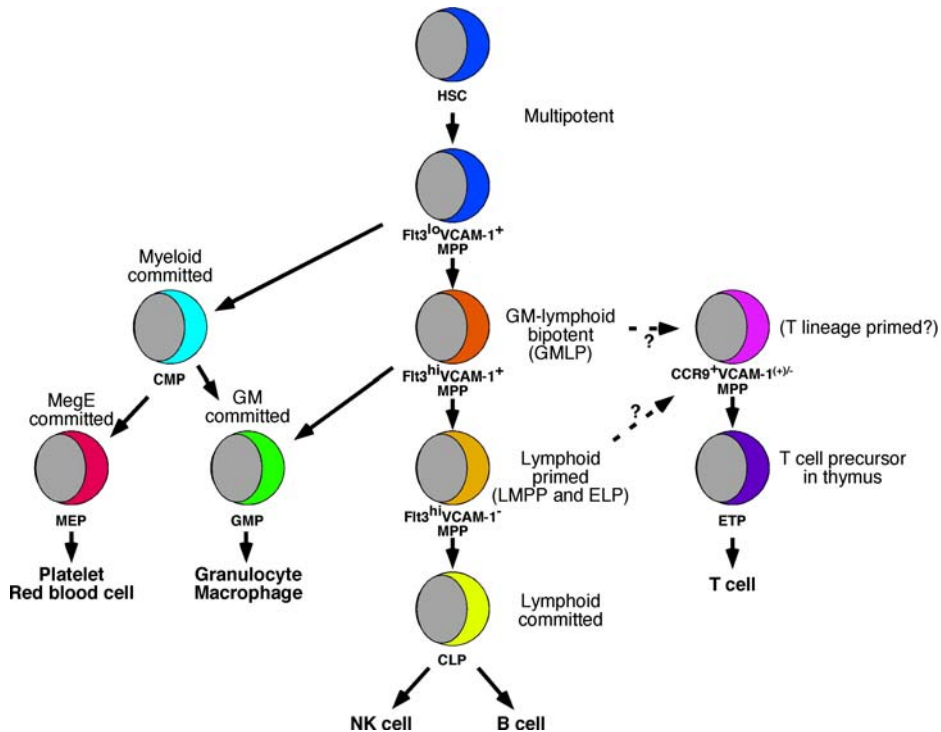 HSC
Multipotent
Flt3loVCAM-1+
MPP
Myeloid
committed
CMP
GM-lymphoid
bipotent
(GMLP)
?
(T lineage primed?)
Flt3hiVCAM-1+
MPP
CCR9+VCAM-1(+)/-
MPP
MegE
committed
GM
committed
?
MEP
GMP
Lymphoid
primed
(LMPP and ELP)
Flt3hiVCAM-1-
MPP
T cell precursor
in thymus
ETP
Platelet
Red blood cell
Granulocyte
Macrophage
T cell
Lymphoid
committed
CLP
NK cell
B cell